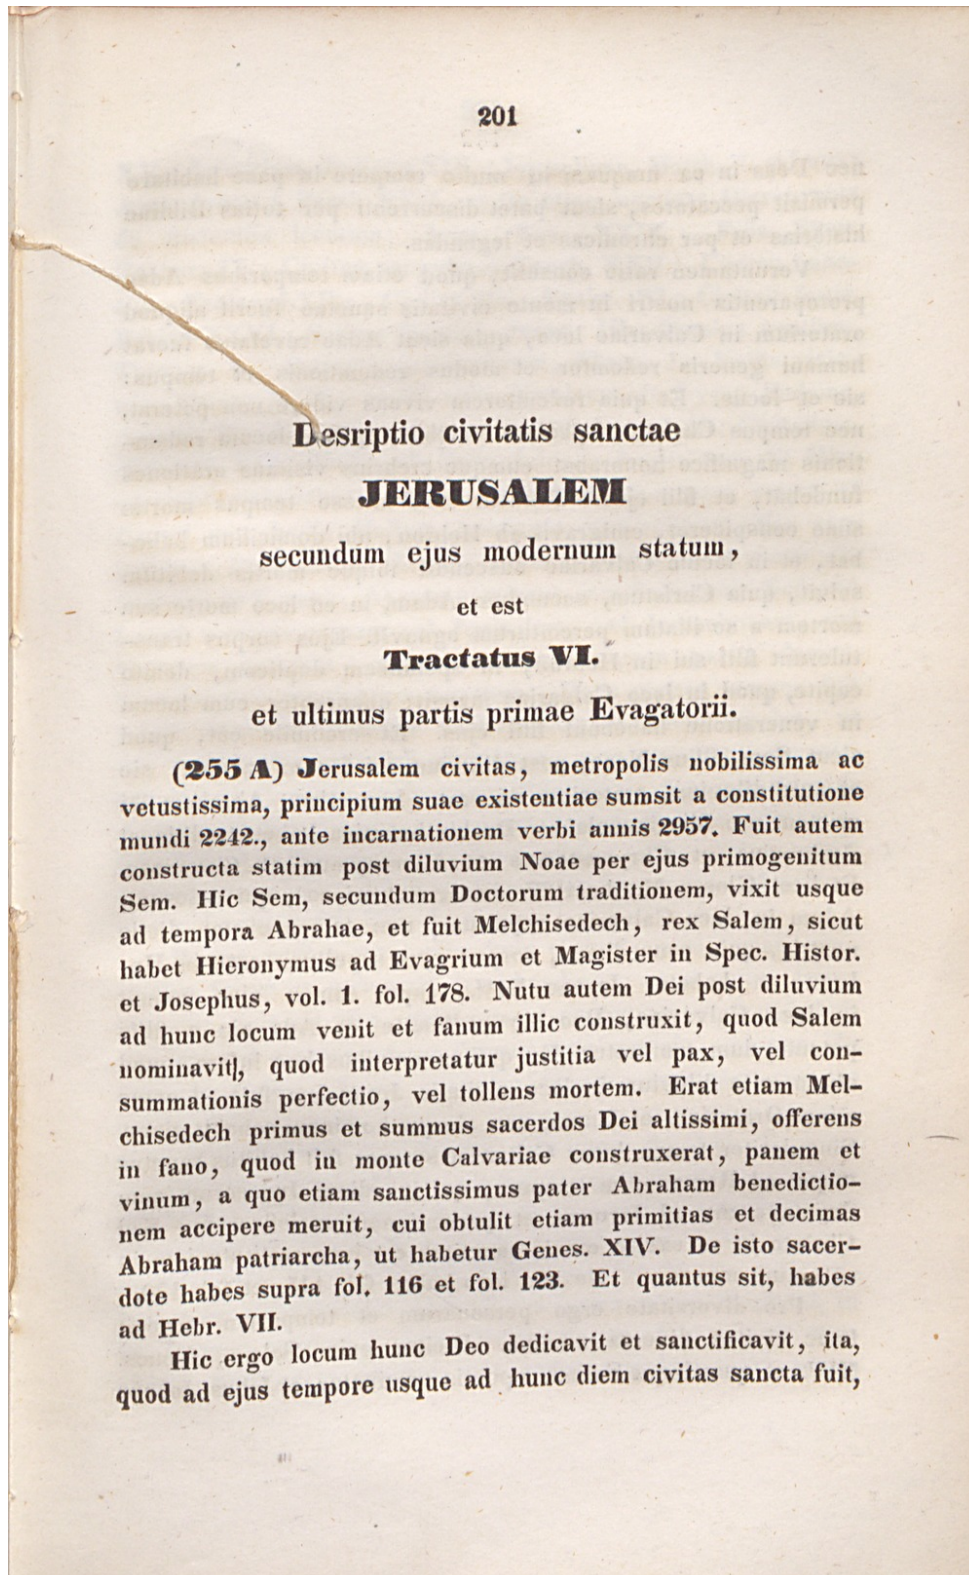 201
Desriptio civitatis sanctae
JERUSALEM
secundum ejus modernum statum,
et est
Tractatus VI.
et ultimus partis primae Evagatorii.
(255 A) Jerusalem civitas, metropolis nobilissima ac
vetustissima, principium suae existentiae sumsit a constitutione
mundi 2242., ante incarnationem verbi annis 2957. Fuit autem
constructa statim post diluvium Noae per ejus primogenitum
Sem. Hic Sem, secundum Doctorum traditionem, vixit usque
ad tempora Abrahae, et fuit Melchisedech, rex Salem, sicut
habet Hieronymus ad Evagrium et Magister in Spec. Histor.
et Josephus, vol. 1. fol. 178. Nutu autem Dei post diluvium
ad hunc locum venit et fanum illic construxit, quod Salem
nominavit|, quod interpretatur justitia vel pax, vel con-
summationis perfectio, vel tollens mortem. Erat etiam Mel-
chisedech primus et summus sacerdos Dei altissimi, offerens
in fano, quod in monte Calvariae construxerat, panem et
vinum, a quo etiam sanctissimus pater Abraham benedictio-
nem accipere meruit, cui obtulit etiam primitias et decimas
Abraham patriarcha, ut habetur Genes. XIV. De isto sacer-
dote habes supra fol. 116 et fol. 123. Et quantus sit, habes
ad Hebr. VII.
Hic ergo locum hunc Deo dedicavit et sanctificavit, ita,
quod ad ejus tempore usque ad hunc diem civitas sancta fuit,